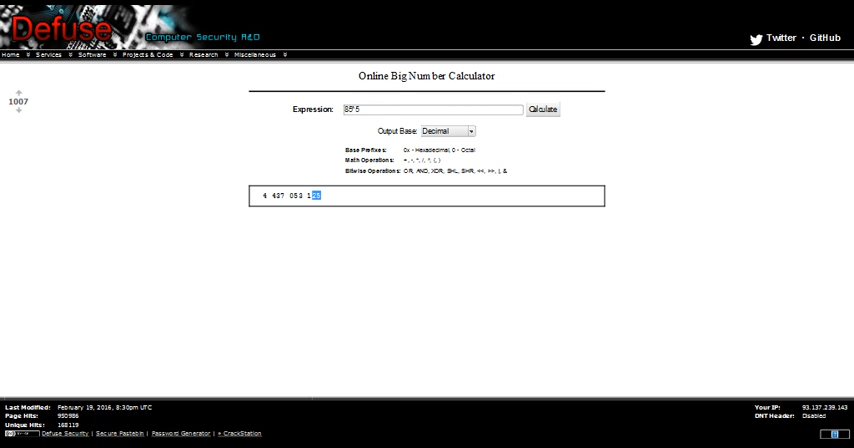 Defuse
Computer Security R&D
Twitter · GitHub
Home Services Software Projects & Code Research Miscellaneous
Online Big Number Calculator
1007
Expression: 85^5 Calculate
Output Base: Decimal
Base Prefixes: 0x - Hexadecimal, 0 - Octal
Math Operations:
Bitwise Operations: OR, AND, XOR, SHL, SHR, <<, >>, |, &
4 437 053 125
Last Modified: February 19, 2016, 8:30pm UTC
Page Hits: 950986
Unique Hits: 168119
Defuse Security | Secure Pastebin | Password Generator | + CrackStation
Your IP: 93.137.239.143
DNT Header: Disabled